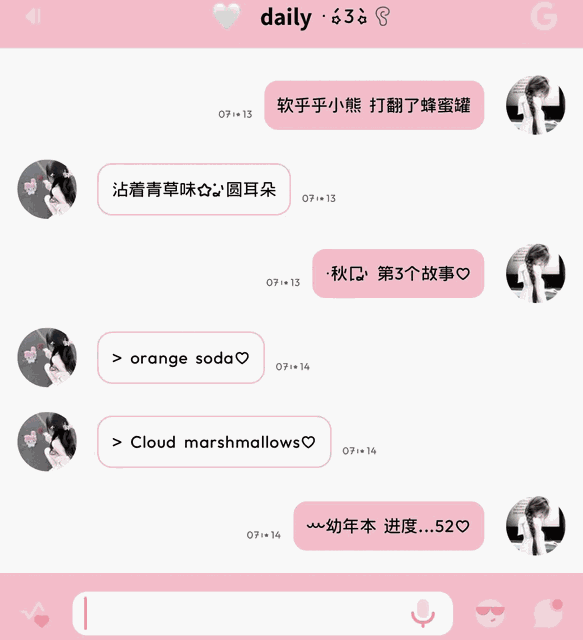 daily ·ଘ3ଓ
软乎乎小熊 打翻了蜂蜜罐
07:13
沾着青草味✩圆耳朵
07:13
·秋 第3个故事♡
07:13
> orange soda♡
07:14
> Cloud marshmallows♡
07:14
幼年本 进度...52♡
07:14